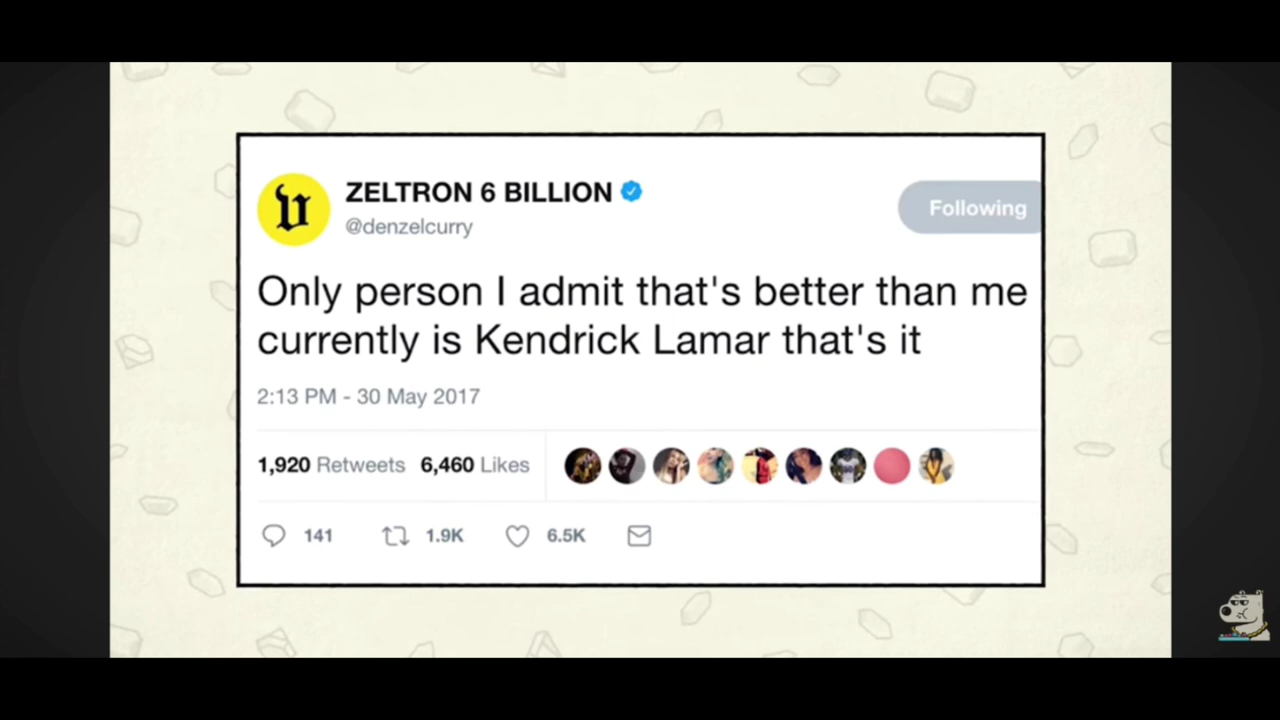 ZELTRON 6 BILLION
@denzelcurry
Following
Only person I admit that's better than me
currently is Kendrick Lamar that's it
2:13 PM - 30 May 2017
1,920 Retweets 6,460 Likes
141 1.9K 6.5K